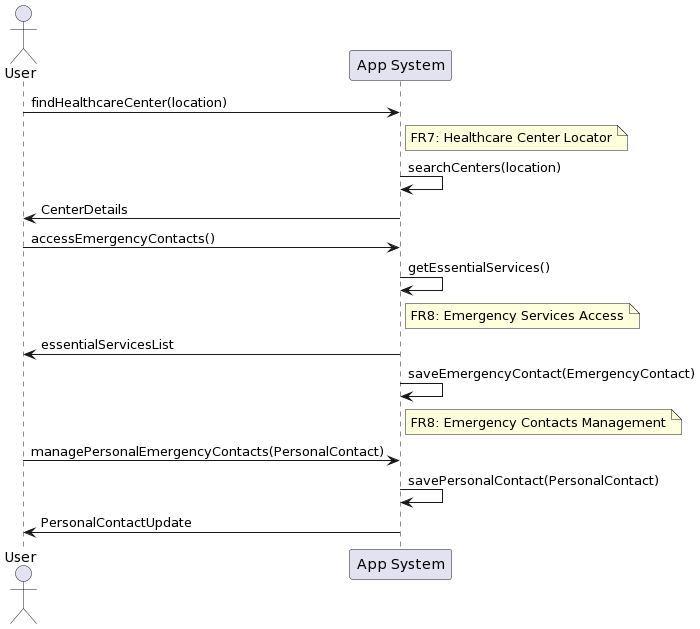 User
App System
findHealthcareCenter(location)
FR7: Healthcare Center Locator
searchCenters(location)
CenterDetails
accessEmergencyContacts()
getEssentialServices()
FR8: Emergency Services Access
essentialServicesList
saveEmergencyContact(EmergencyContact)
FR8: Emergency Contacts Management
managePersonalEmergencyContacts(PersonalContact)
savePersonalContact(PersonalContact)
PersonalContactUpdate
User
App System